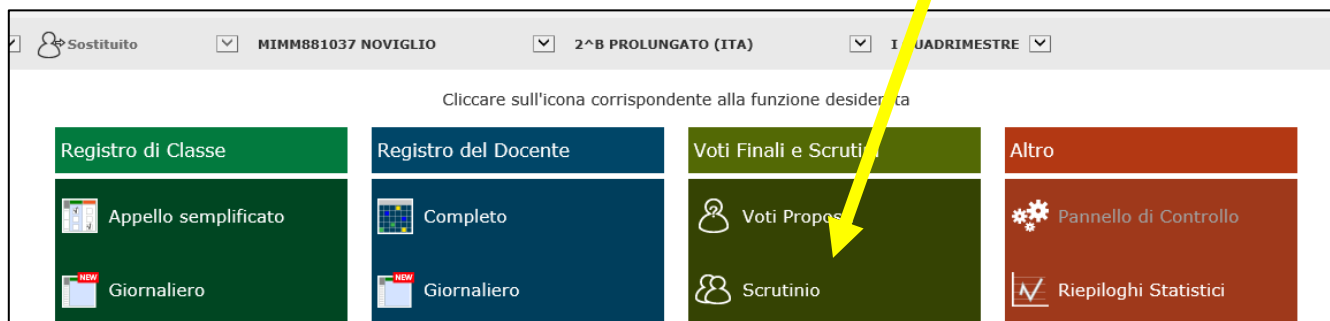 Sostituito MIMM881037 NOVIGLIO 2^B PROLUNGATO (ITA) I QUADRIMESTRE
Cliccare sull'icona corrispondente alla funzione desiderata
Registro di Classe Registro del Docente Voti Finali e Scrutini Altro
Appello semplificato Completo Voti Proposti Pannello di Controllo
NEW Giornaliero NEW Giornaliero Scrutinio Riepiloghi Statistici